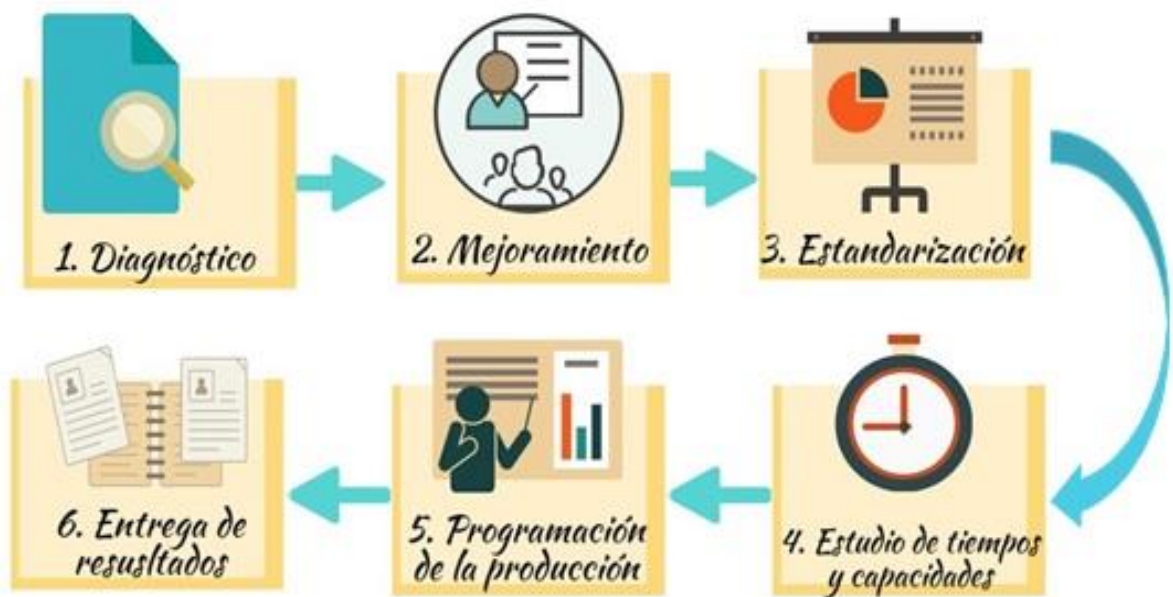 1. Diagnóstico
2. Mejoramiento
3. Estandarización
4. Estudio de tiempos
y capacidades
5. Programación
de la producción
6. Entrega de
resusltados